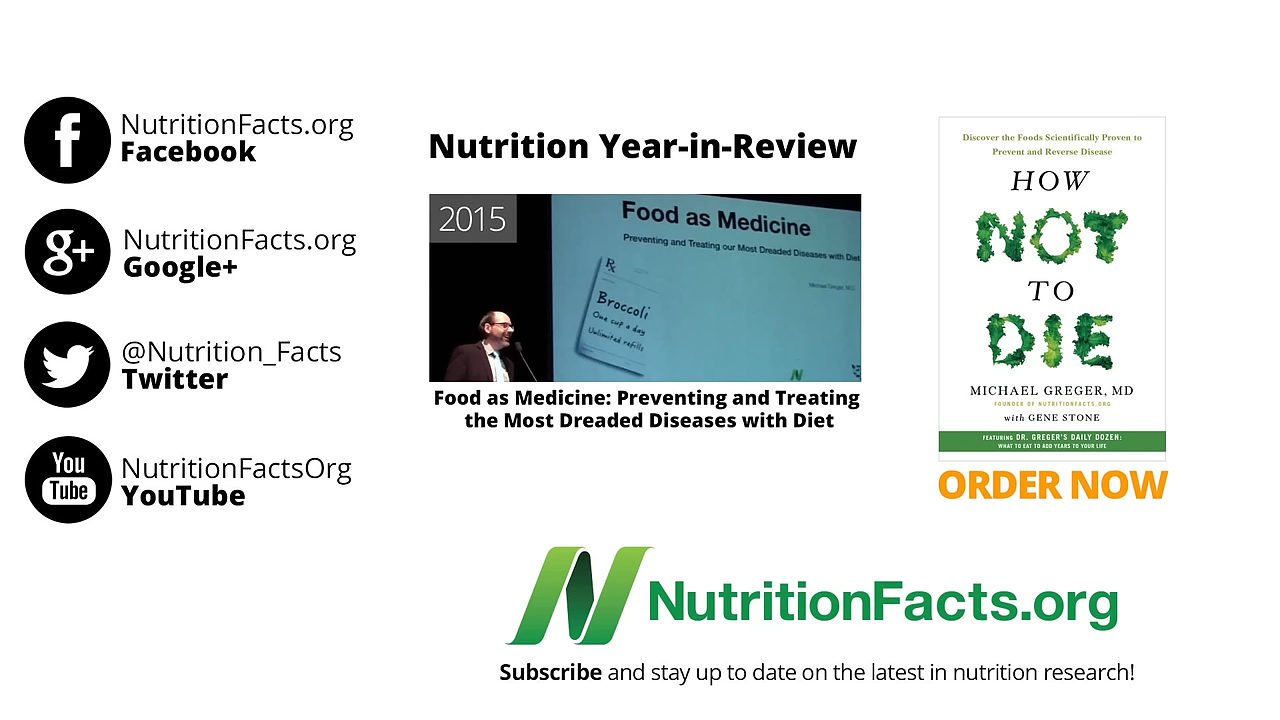 NutritionFacts.org
Facebook
g+
NutritionFacts.org
Google+
@Nutrition_Facts
Twitter
You
Tube
NutritionFactsOrg
YouTube
Nutrition Year-in-Review
2015
Food as Medicine
Preventing and Treating our Most Dreaded Diseases with Diet
Michael Greger, M.D.
Rx
Broccoli
One cup a day
Unlimited refills
Food as Medicine: Preventing and Treating
the Most Dreaded Diseases with Diet
Discover the Foods Scientifically Proven to
Prevent and Reverse Disease
HOW
NOT
TO
DIE
MICHAEL GREGER, MD
FOUNDER OF NUTRITIONFACTS.ORG
with GENE STONE
FEATURING DR. GREGER'S DAILY DOZEN:
WHAT TO EAT TO ADD YEARS TO YOUR LIFE
ORDER NOW
NutritionFacts.org
Subscribe and stay up to date on the latest in nutrition research!